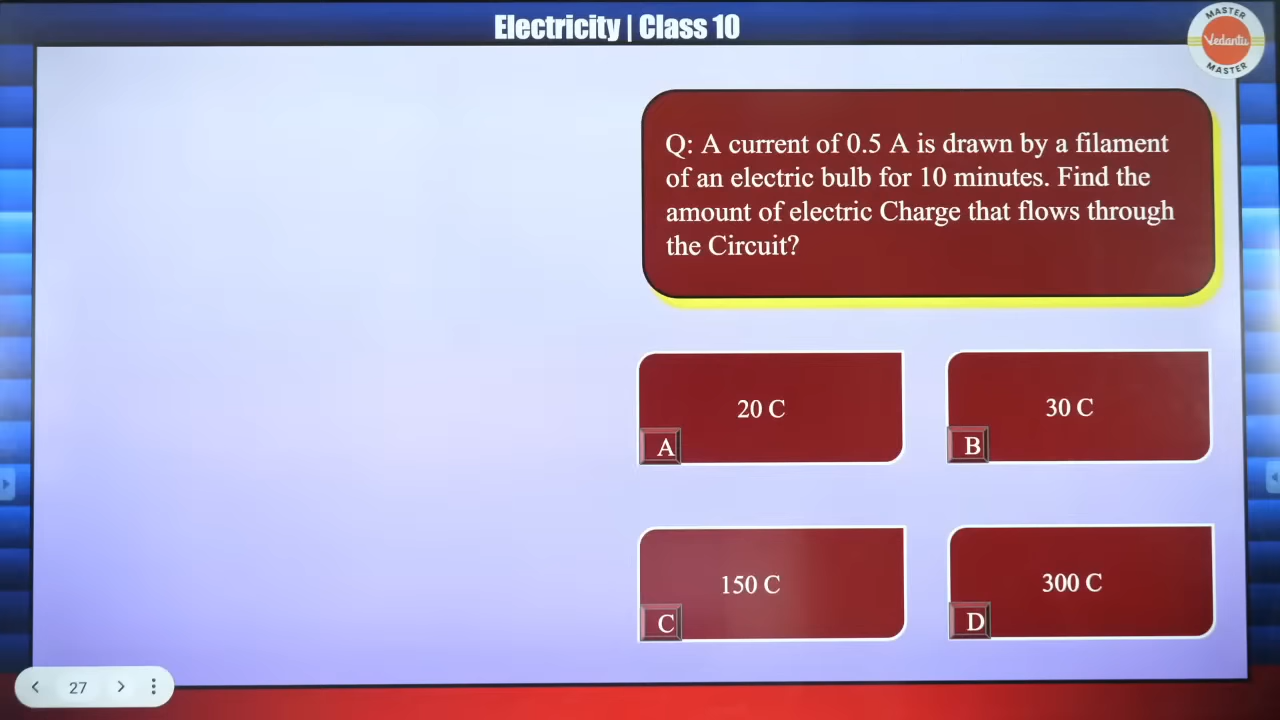 Electricity | Class 10
MASTER
Vedantu
MASTER
Q: A current of 0.5 A is drawn by a filament
of an electric bulb for 10 minutes. Find the
amount of electric Charge that flows through
the Circuit?
20 C
A
30 C
B
150 C
C
300 C
D
27